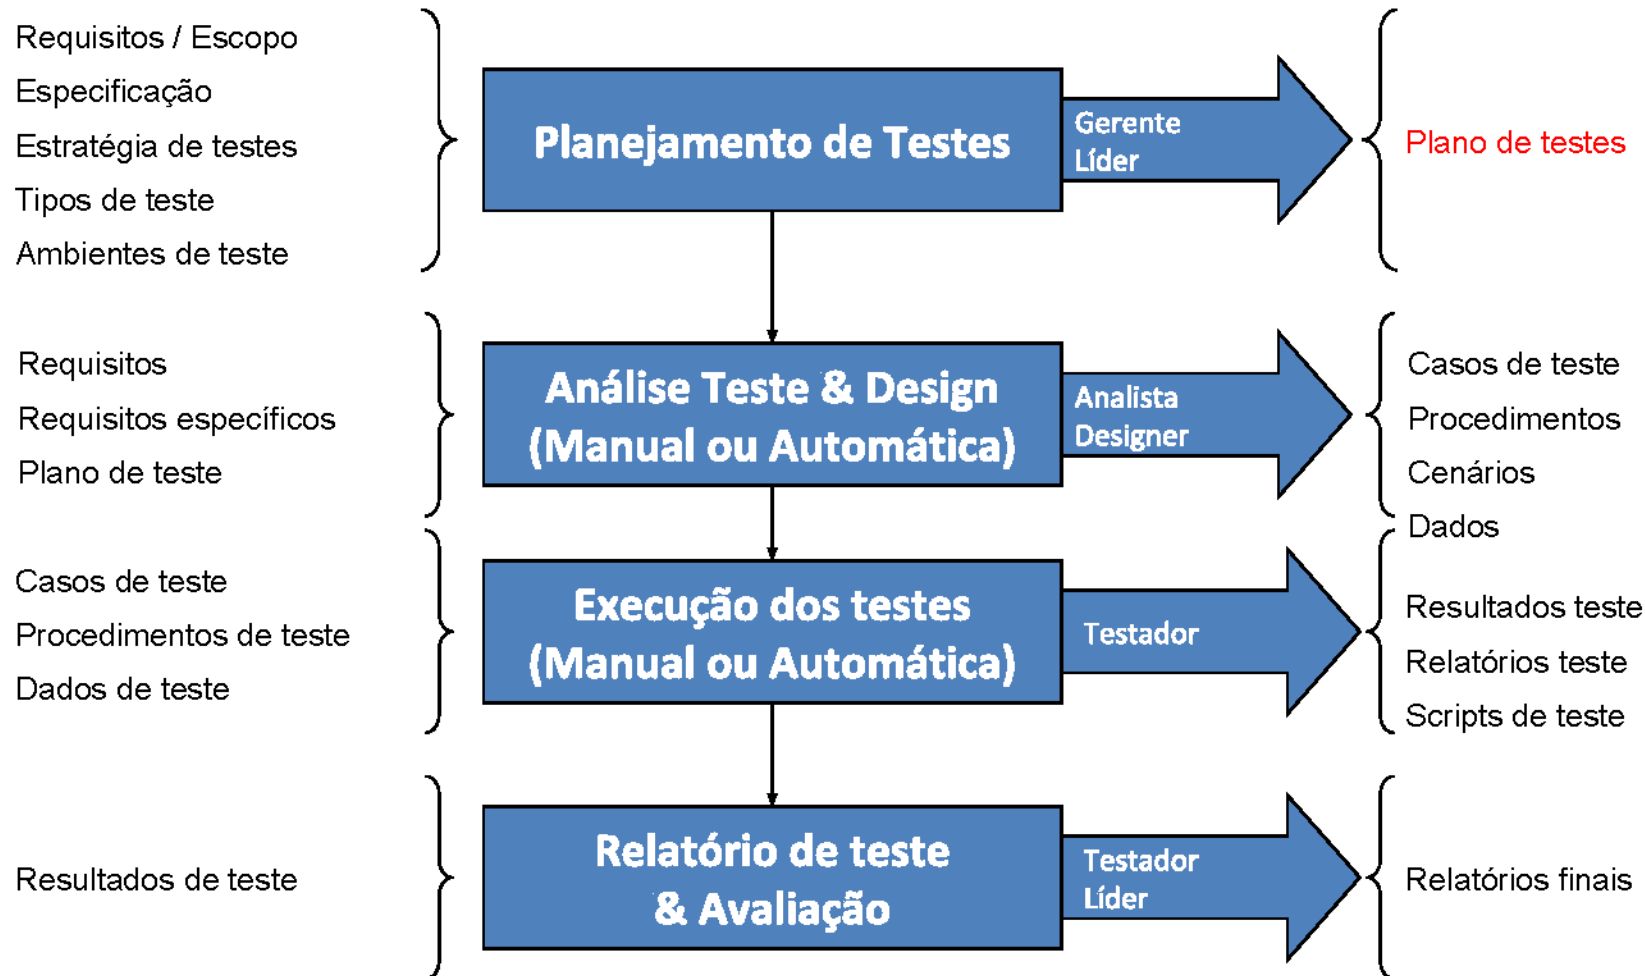 Requisitos / Escopo
Especificação
Estratégia de testes
Tipos de teste
Ambientes de teste
Planejamento de Testes
Gerente
Líder
Plano de testes
Requisitos
Requisitos específicos
Plano de teste
Análise Teste & Design
(Manual ou Automática)
Analista
Designer
Casos de teste
Procedimentos
Cenários
Dados
Casos de teste
Procedimentos de teste
Dados de teste
Execução dos testes
(Manual ou Automática)
Testador
Resultados teste
Relatórios teste
Scripts de teste
Resultados de teste
Relatório de teste
& Avaliação
Testador
Líder
Relatórios finais